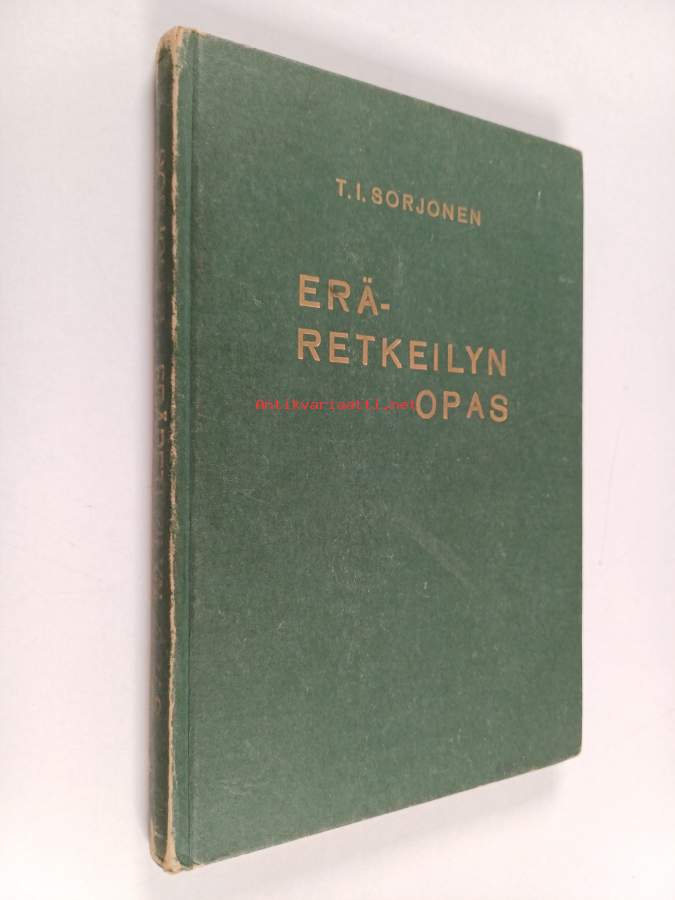 T. I. SORJONEN
ERÄ-
RETKEILYN
OPAS
Antikvariaatti.net